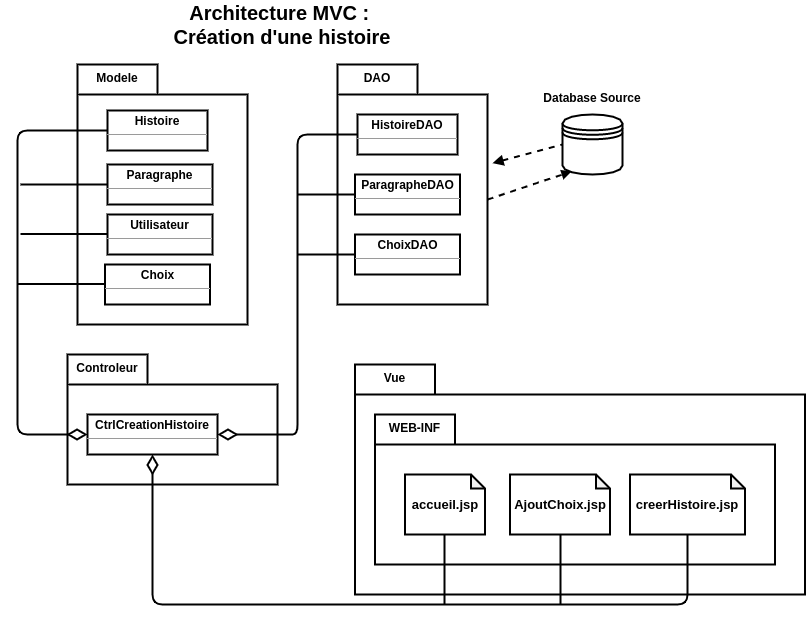 Architecture MVC :
Création d'une histoire
Modele
Histoire
Paragraphe
Utilisateur
Choix
DAO
HistoireDAO
ParagrapheDAO
ChoixDAO
Database Source
Controleur
CtrlCreationHistoire
Vue
WEB-INF
accueil.jsp
AjoutChoix.jsp
creerHistoire.jsp